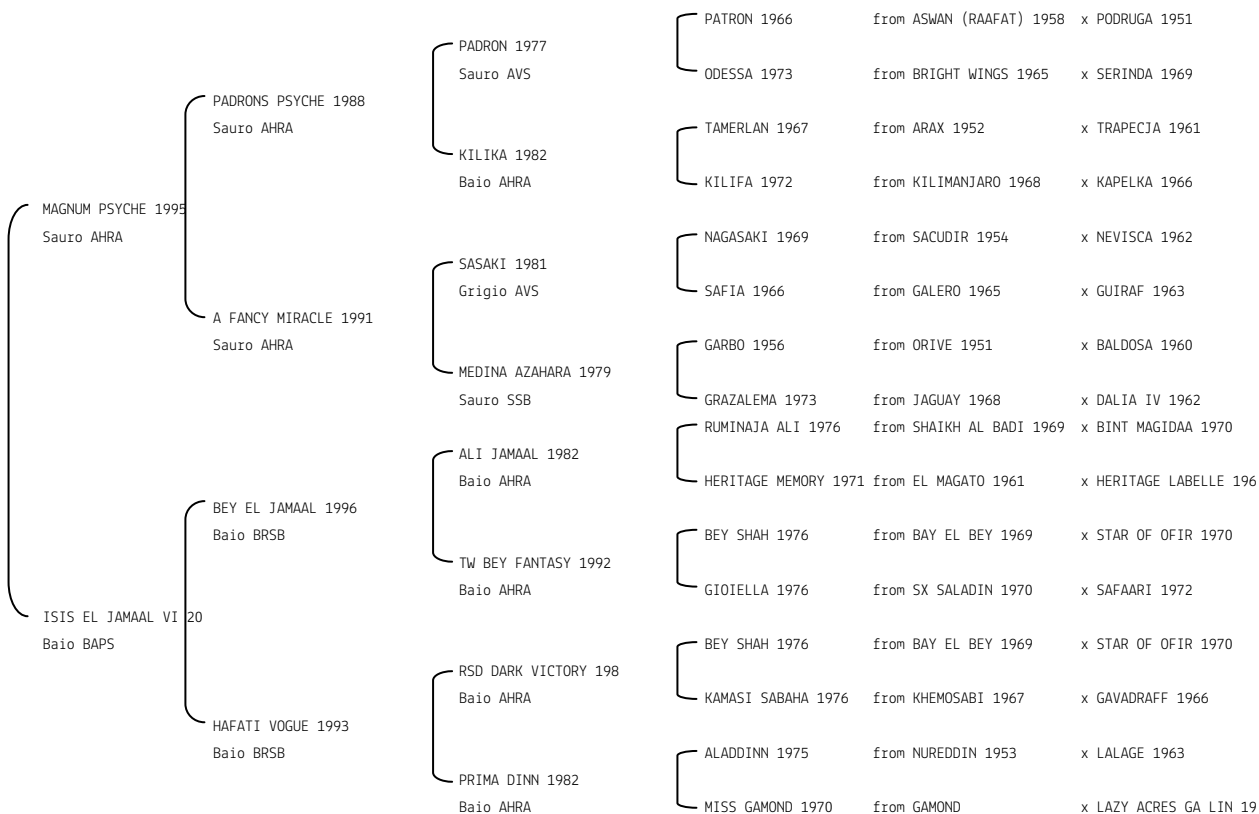 PATRON 1966 from ASWAN (RAAFAT) 1958 x PODRUGA 1951
PADRON 1977
Sauro AVS
ODESSA 1973 from BRIGHT WINGS 1965 x SERINDA 1969
PADRONS PSYCHE 1988
Sauro AHRA
TAMERLAN 1967 from ARAX 1952 x TRAPECJA 1961
KILIKA 1982
Baio AHRA
KILIFA 1972 from KILIMANJARO 1968 x KAPELKA 1966
MAGNUM PSYCHE 1995
Sauro AHRA
NAGASAKI 1969 from SACUDIR 1954 x NEVISCA 1962
SASAKI 1981
Grigio AVS
SAFIA 1966 from GALERO 1965 x GUIRAF 1963
A FANCY MIRACLE 1991
Sauro AHRA
GARBO 1956 from ORIVE 1951 x BALDOSA 1960
MEDINA AZAHARA 1979
Sauro SSB
GRAZALEMA 1973 from JAGUAY 1968 x DALIA IV 1962
RUMINAJA ALI 1976 from SHAIKH AL BADI 1969 x BINT MAGIDAA 1970
ALI JAMAAL 1982
Baio AHRA
HERITAGE MEMORY 1971 from EL MAGATO 1961 x HERITAGE LABELLE 196
BEY EL JAMAAL 1996
Baio BRSB
BEY SHAH 1976 from BAY EL BEY 1969 x STAR OF OFIR 1970
TW BEY FANTASY 1992
Baio AHRA
GIOIELLA 1976 from SX SALADIN 1970 x SAFAARI 1972
ISIS EL JAMAAL VI 20
Baio BAPS
BEY SHAH 1976 from BAY EL BEY 1969 x STAR OF OFIR 1970
RSD DARK VICTORY 198
Baio AHRA
KAMASI SABAHA 1976 from KHEMOSABI 1967 x GAVADRAFF 1966
HAFATI VOGUE 1993
Baio BRSB
ALADDINN 1975 from NUREDDIN 1953 x LALAGE 1963
PRIMA DINN 1982
Baio AHRA
MISS GAMOND 1970 from GAMOND x LAZY ACRES GA LIN 19